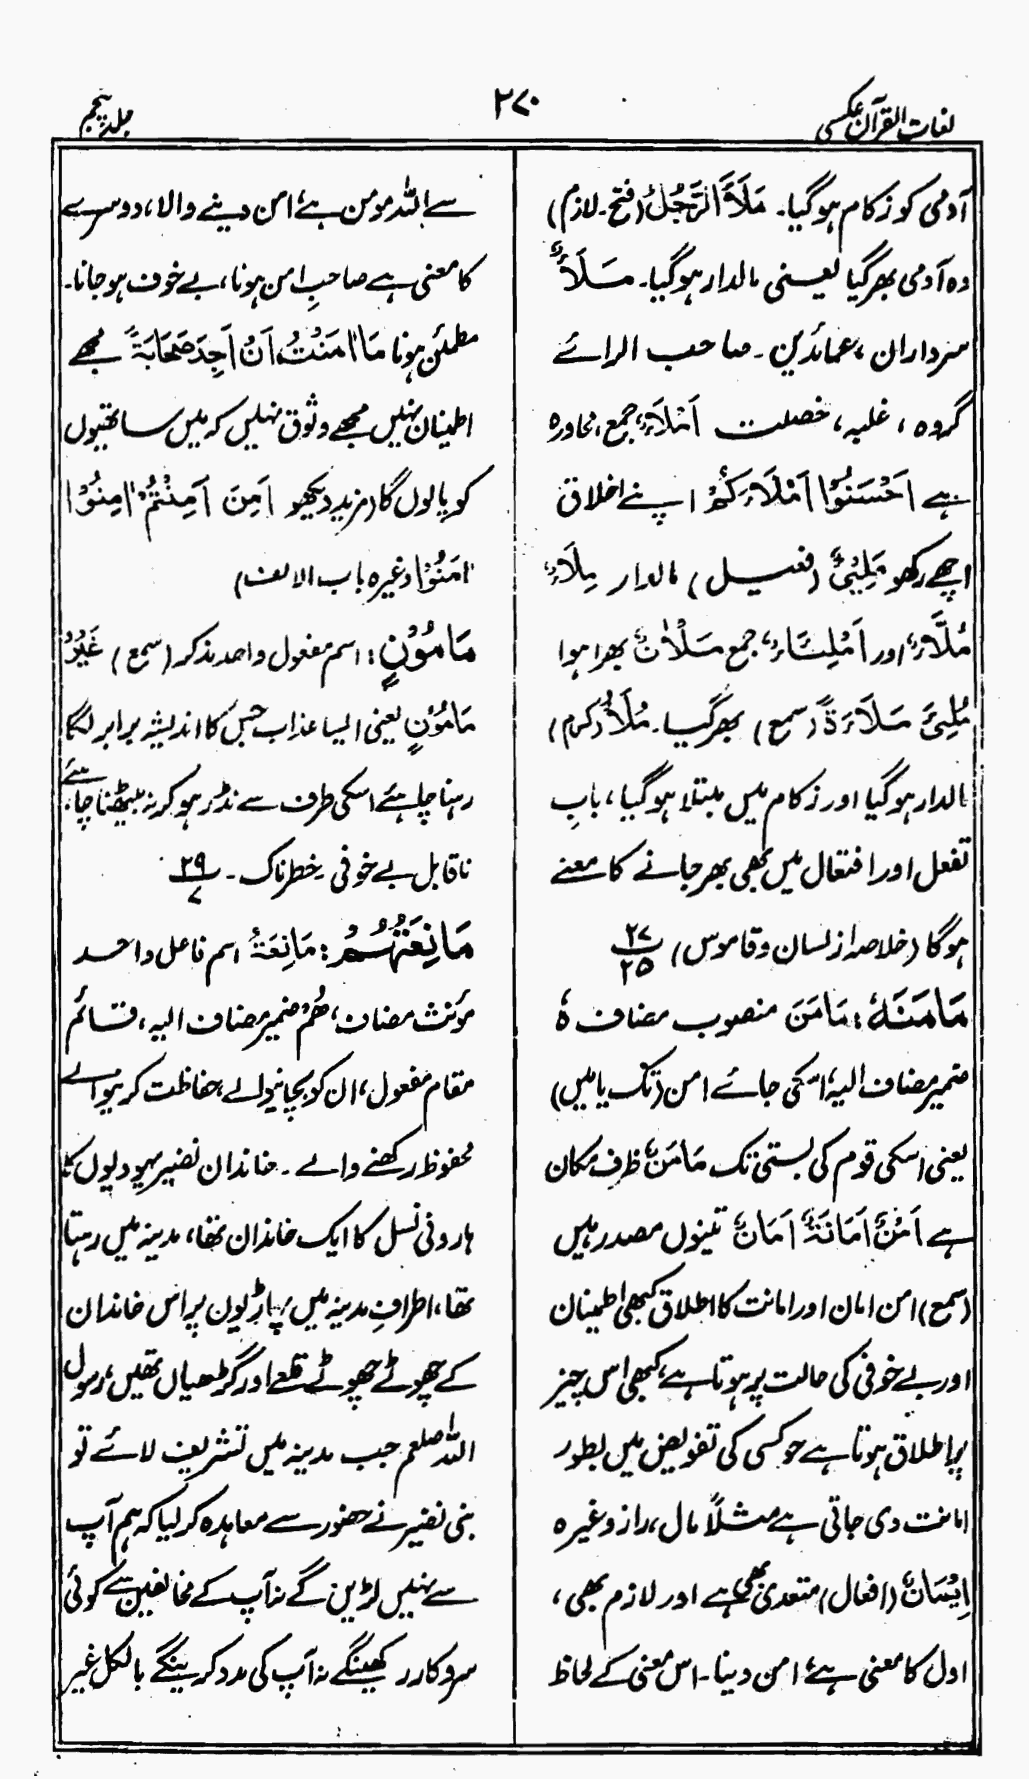 لغات القرآن عکسی
۲۷۰
جلد پنجم
آدمی کو زکام ہوگیا۔ مَلَأَ الرَّجُلُ (فتح۔ لازم)
وہ آدمی بھر گیا یعنی مالدار ہوگیا۔ مَلَأٌ
سرداران، عمائدین۔ صاحب الرائے
گروہ، غلبہ، خصلت اَمْلَاءٌ جمع، محاورہ
ہے اَحْسَنُوْا اَمْلَاءَکُمْ اپنے اخلاق
اچھے رکھو مَلِیْئٌ (فعیل) مالدار مِلَاءٌ،
مُلَّاءٌ، اور اَمْلِئَاءُ، جمع مَلْاٰنٌ بھرا ہوا
مُلِئَ مَلَاءَۃً (سمع) بھر گیا۔ مَلُأَ (کرم)
مالدار ہوگیا اور زکام میں مبتلا ہوگیا، بابِ
تفعل اور افتعال میں بھی بھر جانے کا معنے
ہوگا (خلاصہ از لسان وقاموس) ۲۷/۲۵
مَامَنَہٗ: مَامَنَ منصوب مضاف ہٗ
ضمیر مضاف الیہ، اسکی جائے امن (تک یا میں)
یعنی اسکی قوم کی بستی تک مَامَنٌ ظرف مکان
ہے اَمْنٌ اَمَانَۃٌ اَمَانٌ تینوں مصدر ہیں
(سمع) امن امان اور امانت کا اطلاق کبھی اطمینان
اور بے خوفی کی حالت پر ہوتا ہے، کبھی اس چیز
پر اطلاق ہوتا ہے جو کسی کی تفویض میں بطور
امانت دی جاتی ہے مثلاً مال، راز وغیرہ
اِیْمَانٌ (افعال) متعدی بھی ہے اور لازم بھی،
اول کا معنی ہے امن دینا۔ اس معنی کے لحاظ
سے اللہ مومن ہے، امن دینے والا، دوسرے
کا معنی ہے صاحبِ امن ہونا، بے خوف ہوجانا۔
مطمئن ہونا مَا اٰمَنْتُ اَنْ اَجِدَ صَحَابَۃً مجھے
اطمینان نہیں مجھے وثوق نہیں کہ میں ساتھیوں
کو پالوں گا (مزید دیکھو اَمِنَ اَمِنْتُمْ اٰمِنُوْا
اٰمَنُوْا وغیرہ باب الالف)
مَامُوْنٍ: اسم مفعول واحد مذکر (سمع) غَیْرُ
مَامُوْنٍ یعنی ایسا عذاب جس کا اندیشہ برابر لگا
رہنا چاہئے اسکی طرف سے نڈر ہوکر نہ بیٹھنا چاہئے،
ناقابل بے خوفی۔ خطرناک۔ ۲۹/۷
مَانِعَتُہُمْ: مَانِعَۃُ اسم فاعل واحد
مؤنث مضاف، ھُمْ ضمیر مضاف الیہ، قائم
مقام مفعول، ان کو بچانیوالے، حفاظت کرنیوالے
محفوظ رکھنے والے۔ خاندان نضیر یہودیوں کا
ہارونی نسل کا ایک خاندان تھا، مدینہ میں رہتا
تھا، اطرافِ مدینہ میں پہاڑیوں پر اس خاندان
کے چھوٹے چھوٹے قلعے اور گڑھیاں تھیں، رسول
اللہ صلعم جب مدینہ میں تشریف لائے تو
بنی نضیر نے حضور سے معاہدہ کرلیا کہ ہم آپ
سے نہیں لڑیں گے نہ آپ کے مخالفین سے کوئی
سروکار رکھینگے نہ آپ کی مدد کرینگے بالکل غیر